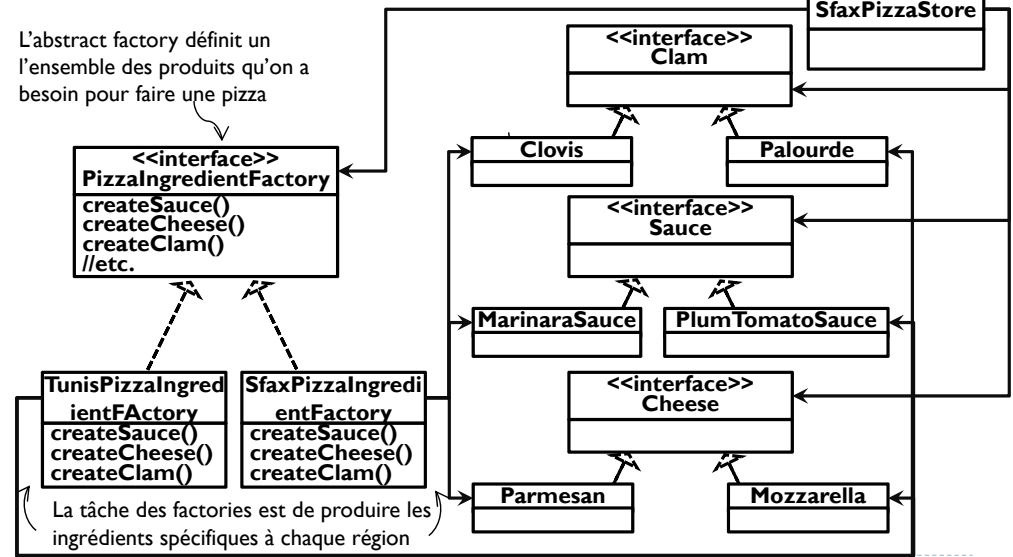 SfaxPizzaStore
L'abstract factory définit un
l'ensemble des produits qu'on a
besoin pour faire une pizza
<<interface>>
Clam
Clovis
Palourde
<<interface>>
PizzaIngredientFactory
createSauce()
createCheese()
createClam()
//etc.
<<interface>>
Sauce
MarinaraSauce
PlumTomatoSauce
TunisPizzaIngred
ientFActory
createSauce()
createCheese()
createClam()
SfaxPizzaIngredi
entFactory
createSauce()
createCheese()
createClam()
<<interface>>
Cheese
Parmesan
Mozzarella
La tâche des factories est de produire les
ingrédients spécifiques à chaque région